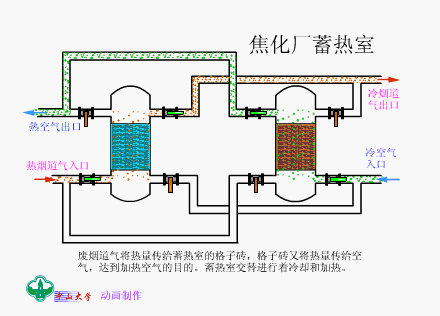 焦化厂蓄热室
冷烟道
气出口
热空气出口
热烟道气入口
冷空气
入口
废烟道气将热量传给蓄热室的格子砖，格子砖又将热量传给空
气，达到加热空气的目的。蓄热室交替进行着冷却和加热。
中山大学 动画制作